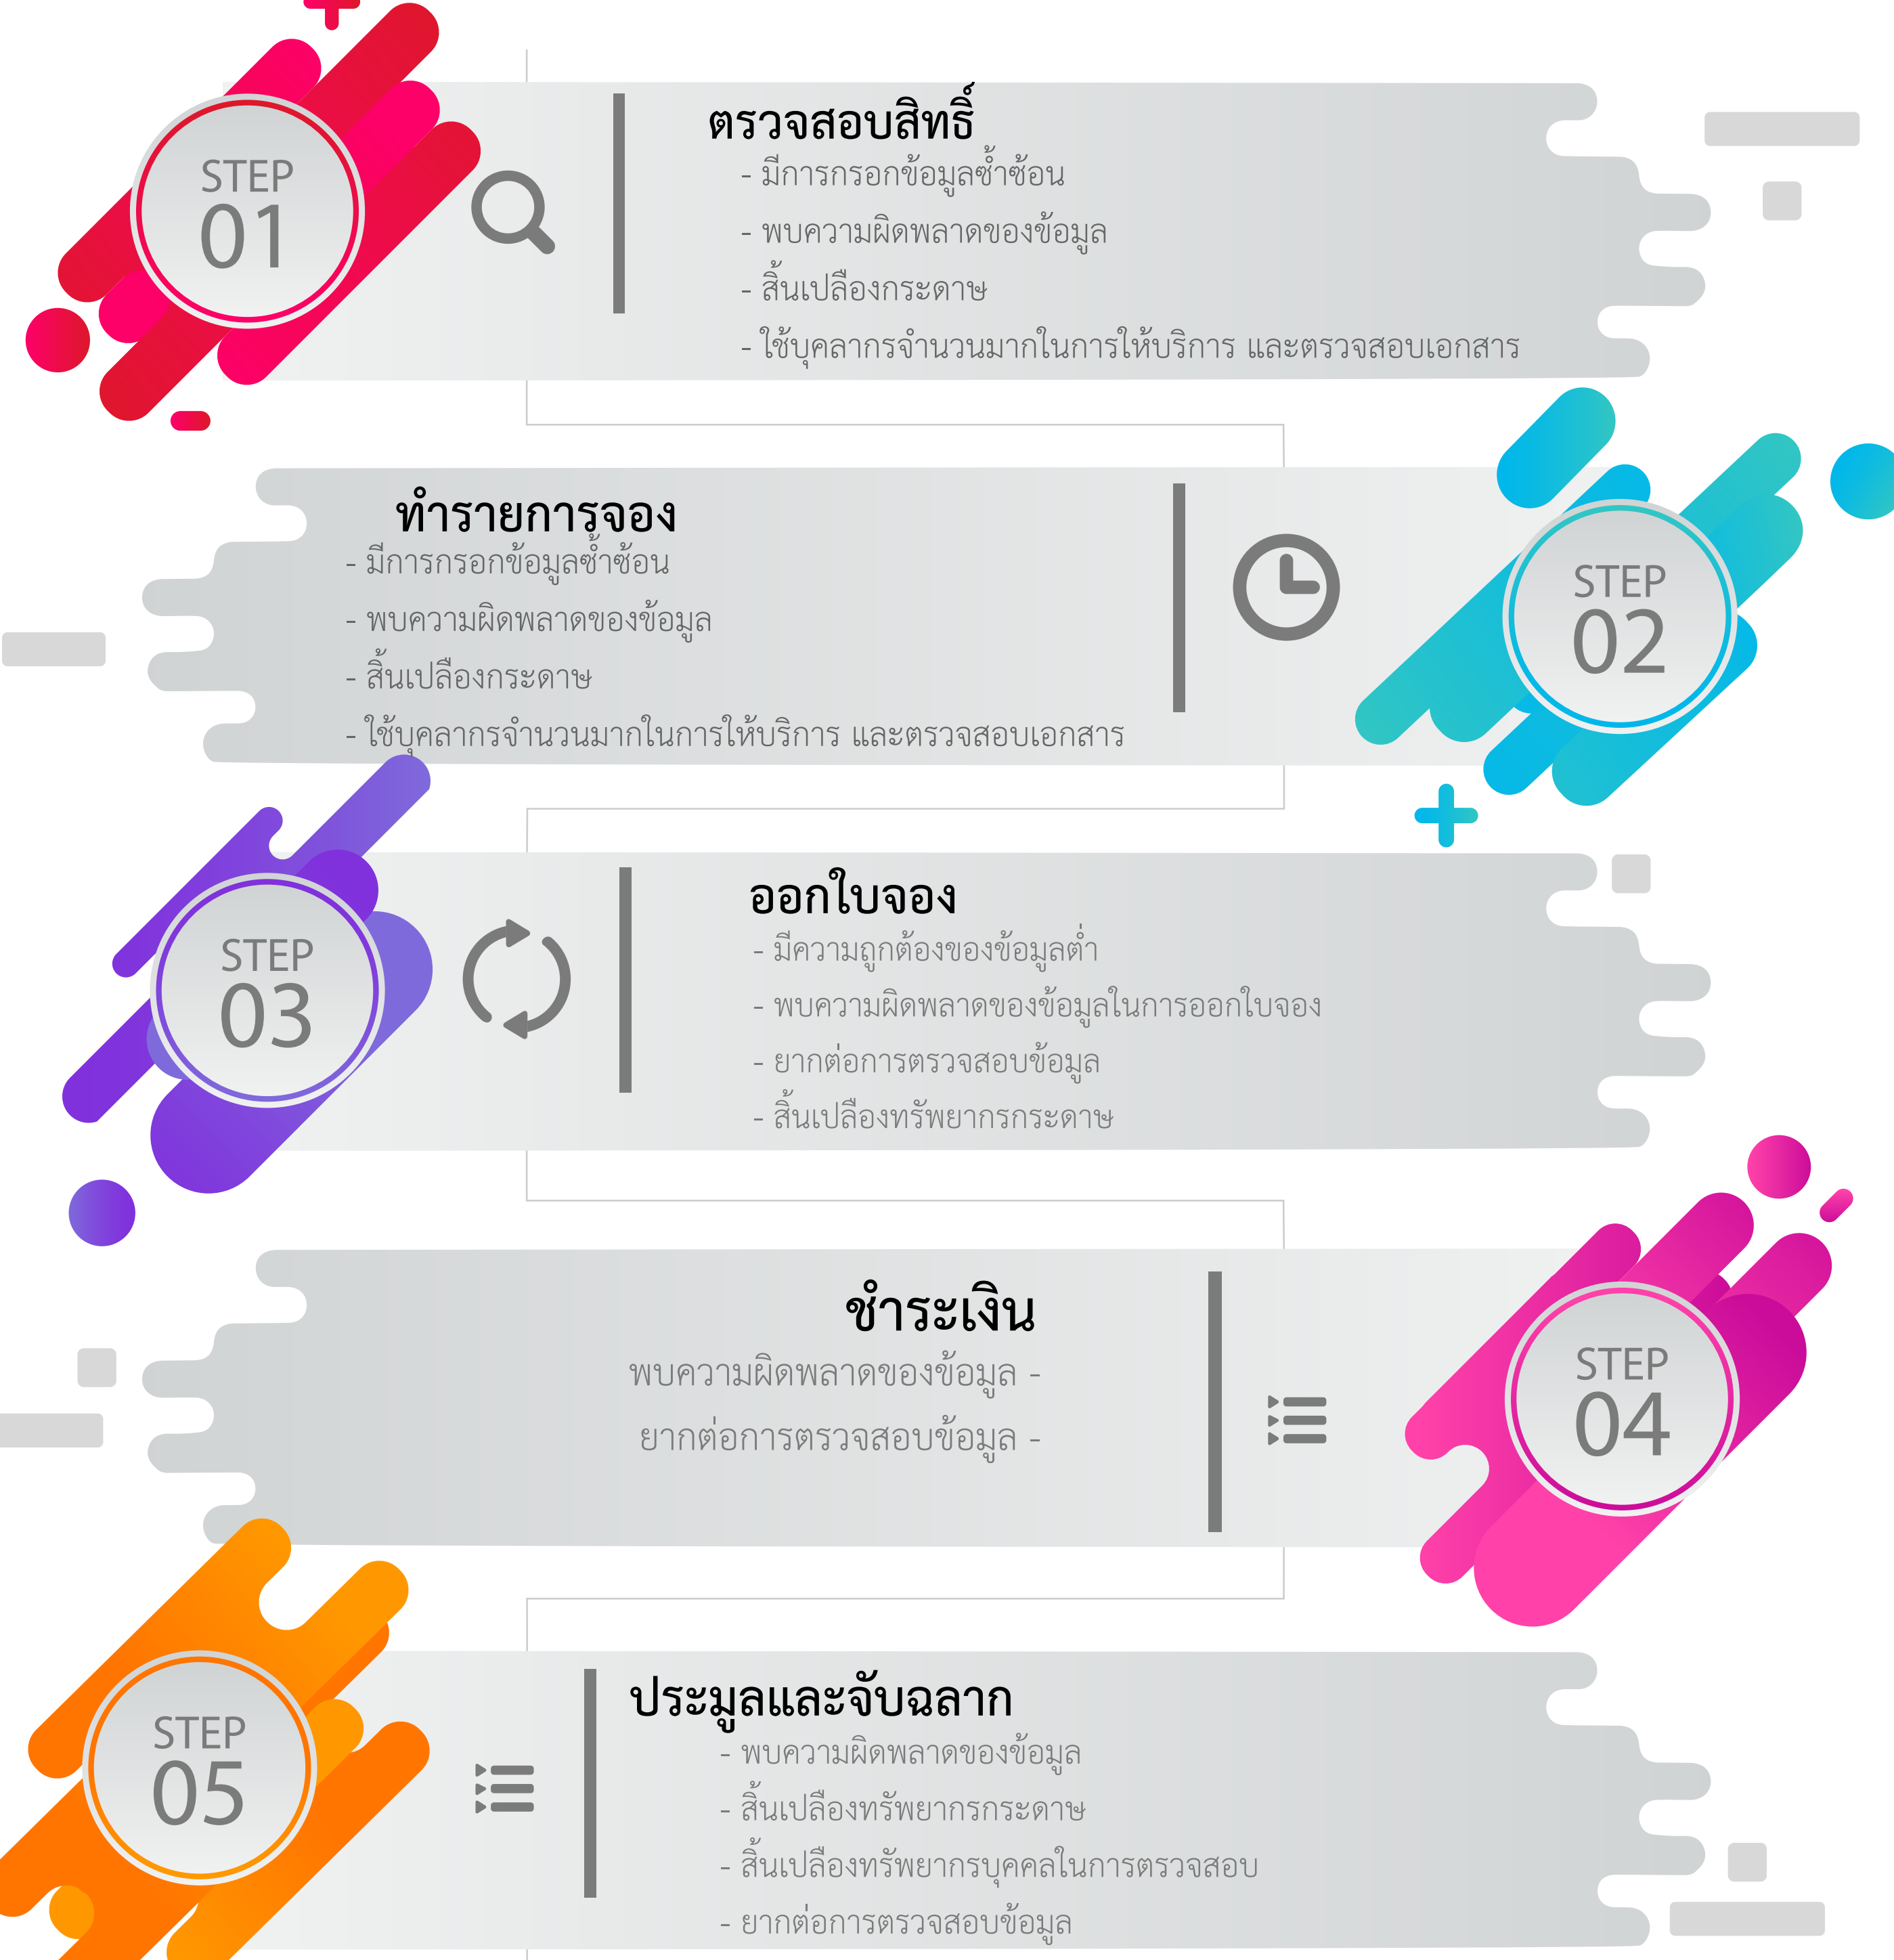 STEP
01
ตรวจสอบสิทธิ์
- มีการกรอกข้อมูลซ้ำซ้อน
- พบความผิดพลาดของข้อมูล
- สิ้นเปลืองกระดาษ
- ใช้บุคลากรจำนวนมากในการให้บริการ และตรวจสอบเอกสาร
STEP
02
ทำรายการจอง
- มีการกรอกข้อมูลซ้ำซ้อน
- พบความผิดพลาดของข้อมูล
- สิ้นเปลืองกระดาษ
- ใช้บุคลากรจำนวนมากในการให้บริการ และตรวจสอบเอกสาร
STEP
03
ออกใบจอง
- มีความถูกต้องของข้อมูลต่ำ
- พบความผิดพลาดของข้อมูลในการออกใบจอง
- ยากต่อการตรวจสอบข้อมูล
- สิ้นเปลืองทรัพยากรกระดาษ
STEP
04
ชำระเงิน
พบความผิดพลาดของข้อมูล -
ยากต่อการตรวจสอบข้อมูล -
STEP
05
ประมูลและจับฉลาก
- พบความผิดพลาดของข้อมูล
- สิ้นเปลืองทรัพยากรกระดาษ
- สิ้นเปลืองทรัพยากรบุคคลในการตรวจสอบ
- ยากต่อการตรวจสอบข้อมูล